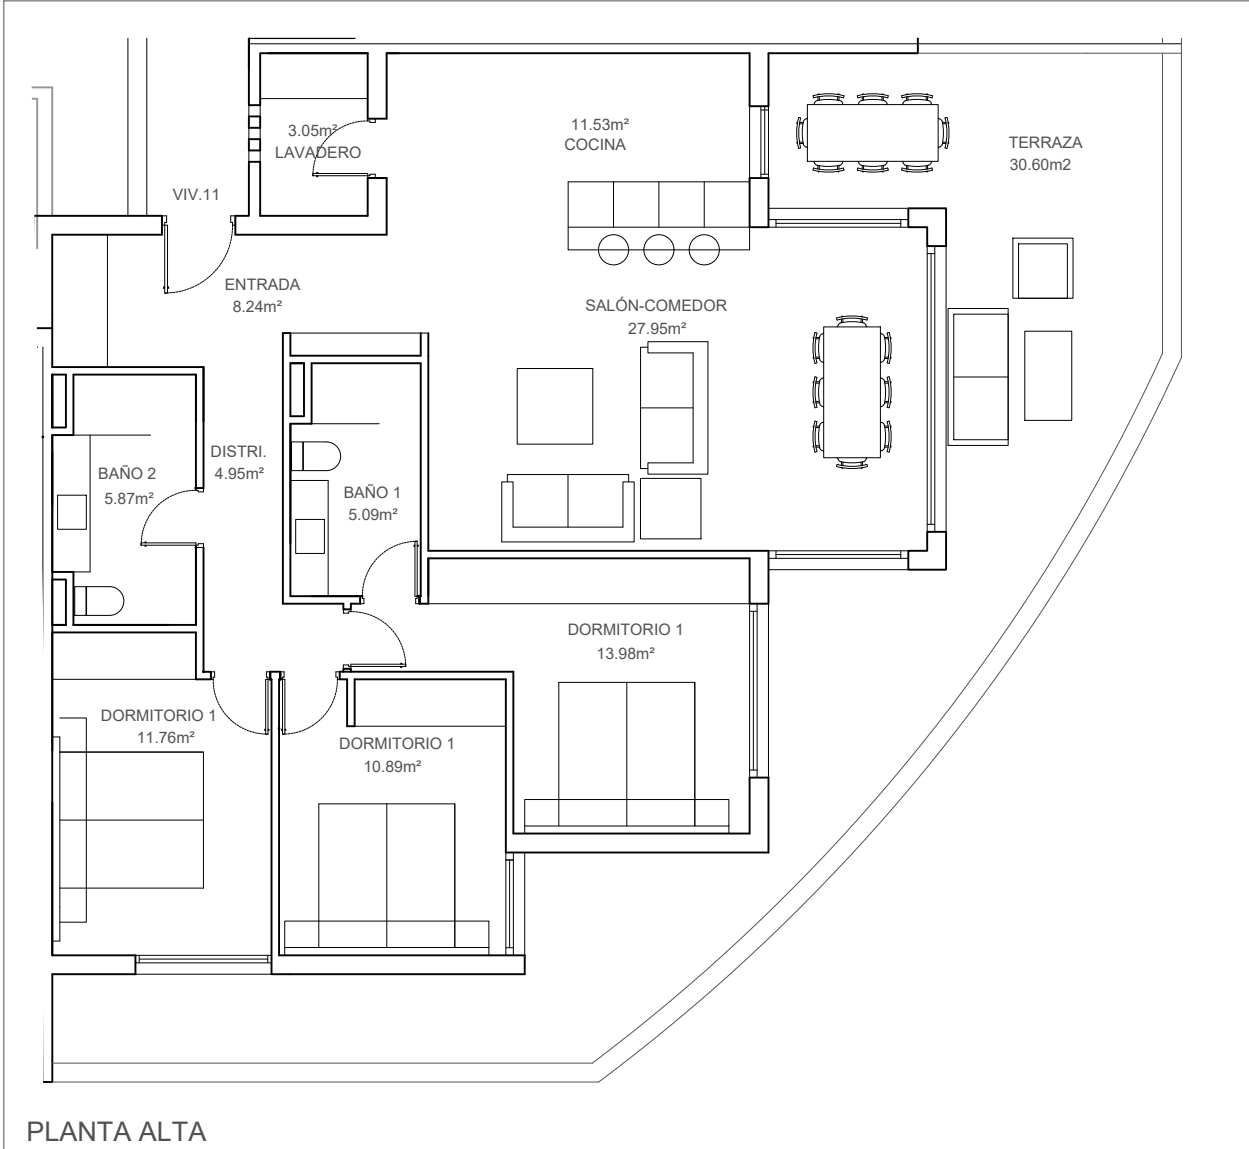 3.05m²
LAVADERO
11.53m²
COCINA
TERRAZA
30.60m2
VIV.11
ENTRADA
8.24m²
SALÓN-COMEDOR
27.95m²
DISTRI.
4.95m²
BAÑO 2
5.87m²
BAÑO 1
5.09m²
DORMITORIO 1
13.98m²
DORMITORIO 1
11.76m²
DORMITORIO 1
10.89m²
PLANTA ALTA